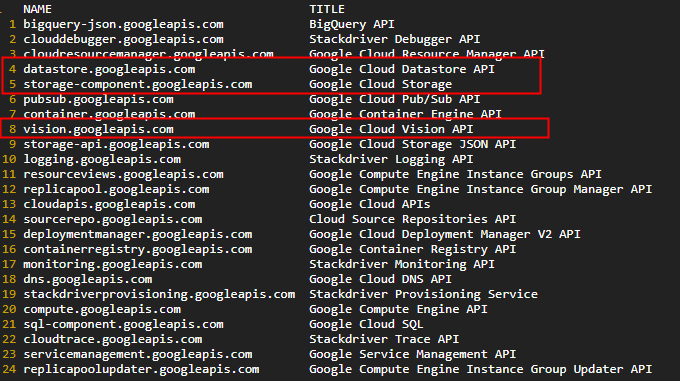 NAME TITLE
1 bigquery-json.googleapis.com BigQuery API
2 clouddebugger.googleapis.com Stackdriver Debugger API
3 cloudresourcemanager.googleapis.com Google Cloud Resource Manager API
4 datastore.googleapis.com Google Cloud Datastore API
5 storage-component.googleapis.com Google Cloud Storage
6 pubsub.googleapis.com Google Cloud Pub/Sub API
7 container.googleapis.com Google Container Engine API
8 vision.googleapis.com Google Cloud Vision API
9 storage-api.googleapis.com Google Cloud Storage JSON API
10 logging.googleapis.com Stackdriver Logging API
11 resourceviews.googleapis.com Google Compute Engine Instance Groups API
12 replicapool.googleapis.com Google Compute Engine Instance Group Manager API
13 cloudapis.googleapis.com Google Cloud APIs
14 sourcerepo.googleapis.com Cloud Source Repositories API
15 deploymentmanager.googleapis.com Google Cloud Deployment Manager V2 API
16 containerregistry.googleapis.com Google Container Registry API
17 monitoring.googleapis.com Stackdriver Monitoring API
18 dns.googleapis.com Google Cloud DNS API
19 stackdriverprovisioning.googleapis.com Stackdriver Provisioning Service
20 compute.googleapis.com Google Compute Engine API
21 sql-component.googleapis.com Google Cloud SQL
22 cloudtrace.googleapis.com Stackdriver Trace API
23 servicemanagement.googleapis.com Google Service Management API
24 replicapoolupdater.googleapis.com Google Compute Engine Instance Group Updater API